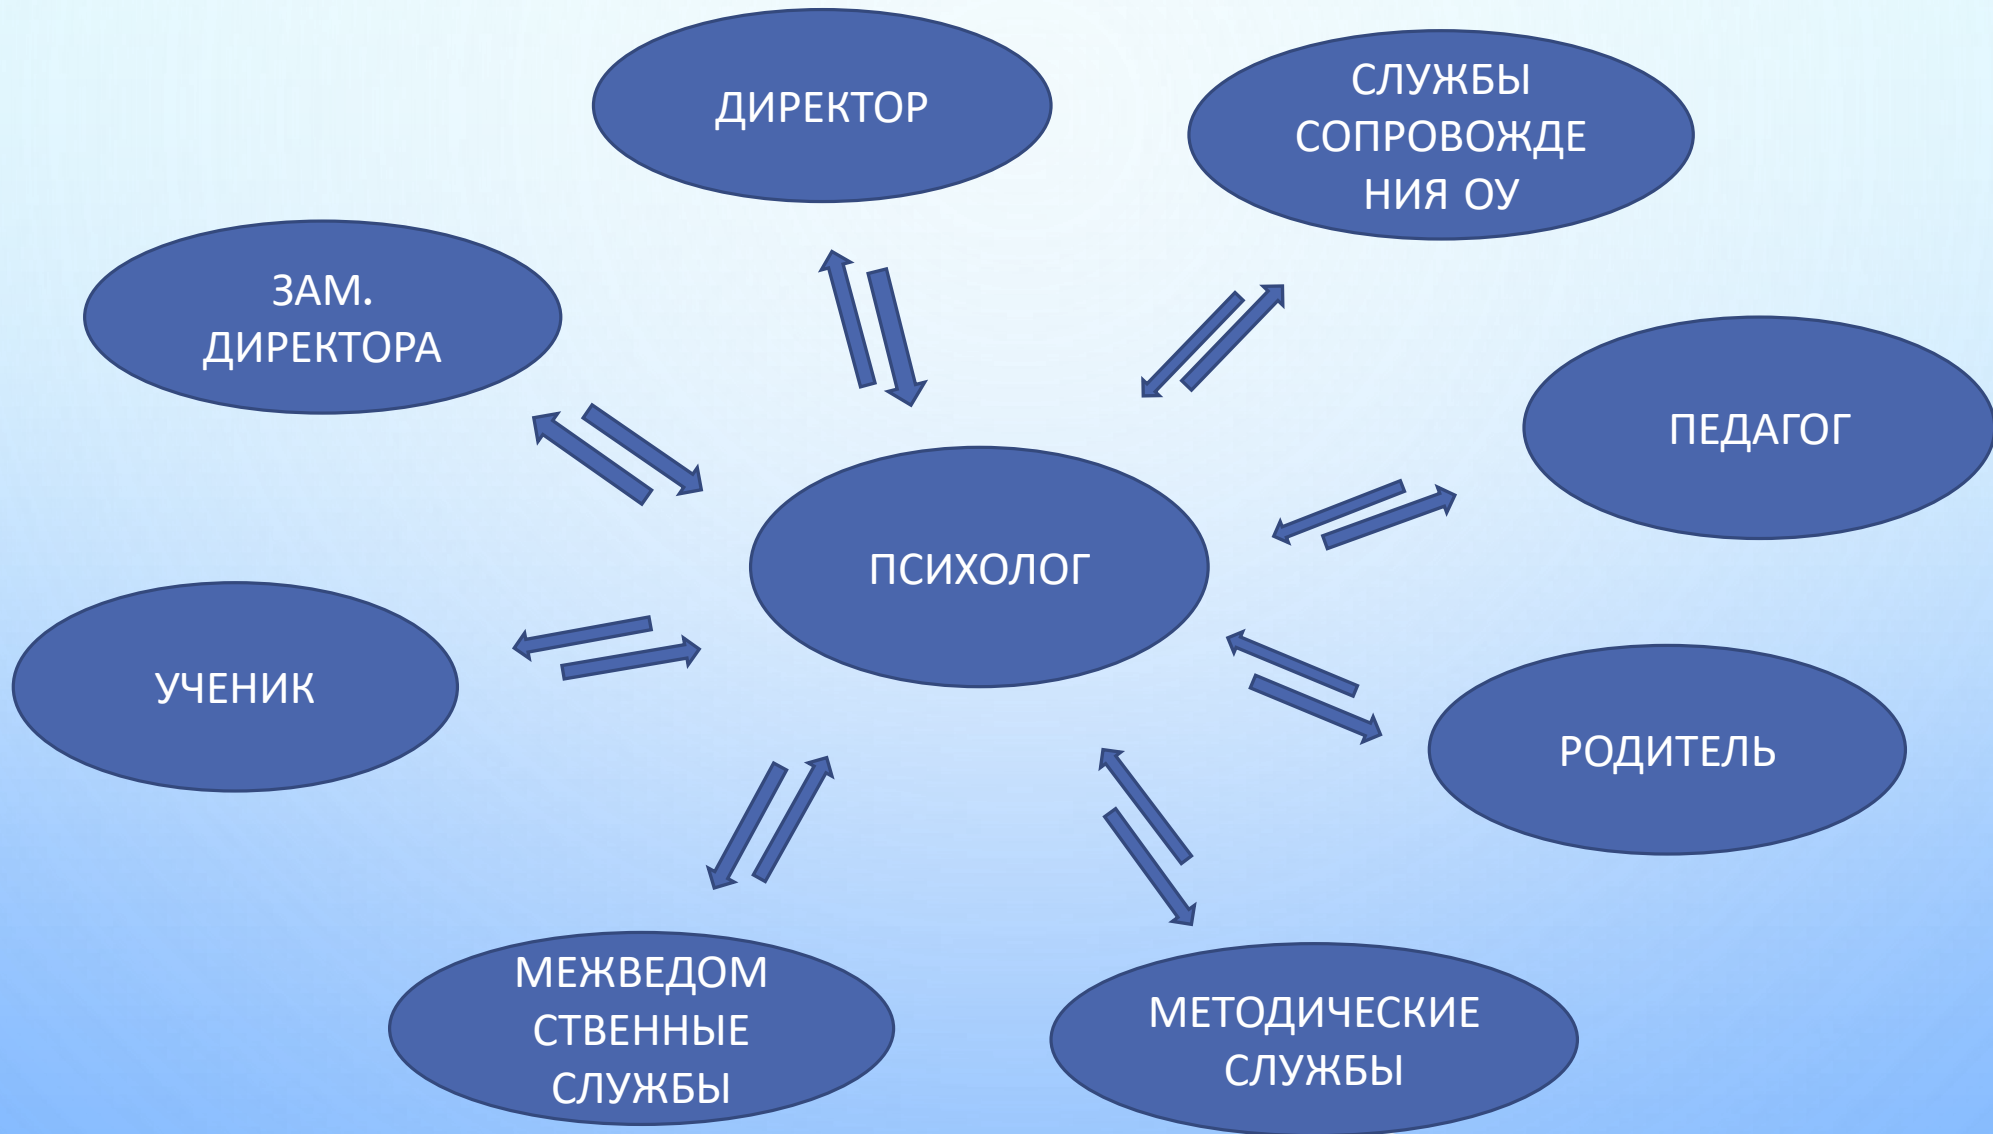 ДИРЕКТОР
СЛУЖБЫ
СОПРОВОЖДЕ
НИЯ ОУ
ЗАМ.
ДИРЕКТОРА
ПЕДАГОГ
ПСИХОЛОГ
УЧЕНИК
РОДИТЕЛЬ
МЕЖВЕДОМ
СТВЕННЫЕ
СЛУЖБЫ
МЕТОДИЧЕСКИЕ
СЛУЖБЫ